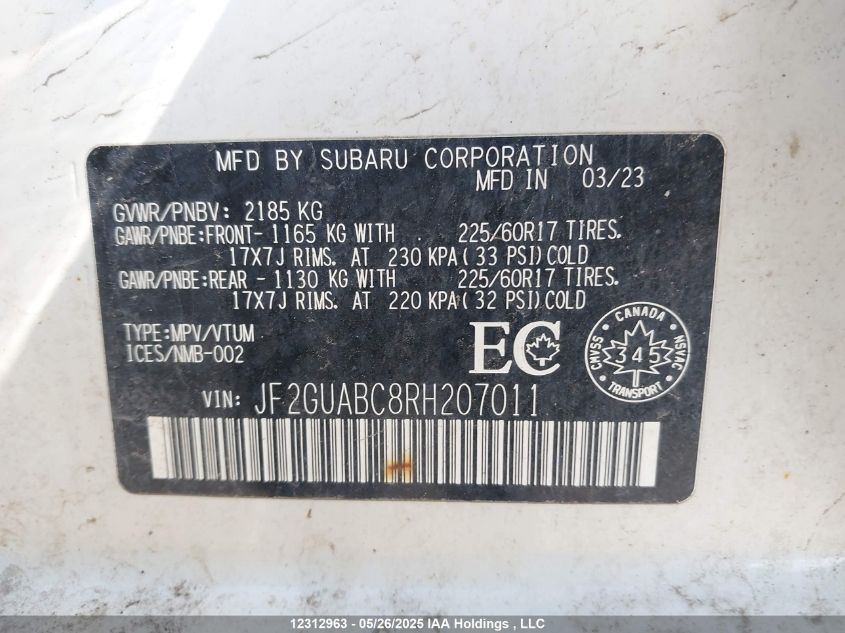 MFD BY SUBARU CORPORATION
MFD IN 03/23
GVWR/PNBV: 2185 KG
GAWR/PNBE:FRONT- 1165 KG WITH 225/60R17 TIRES.
17X7J RIMS. AT 230 KPA( 33 PSI)COLD
GAWR/PNBE:REAR - 1130 KG WITH 225/60R17 TIRES.
17X7J RIMS. AT 220 KPA( 32 PSI)COLD
TYPE:MPV/VTUM
ICES/NMB-002
EC
CANADA
CMVSS 345 NSVAC
TRANSPORT
VIN: JF2GUABC8RH207011
12312963 - 05/26/2025 IAA Holdings , LLC